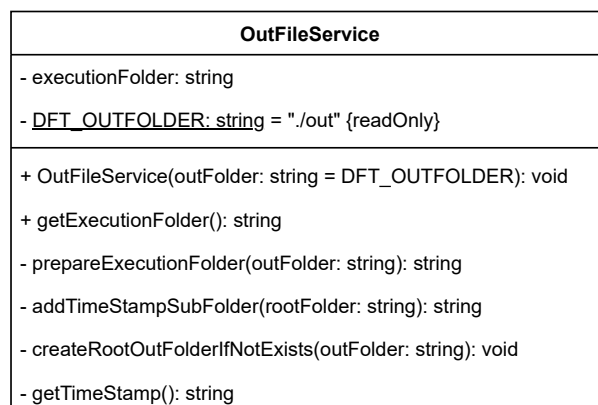 OutFileService
- executionFolder: string
- DFT_OUTFOLDER: string = "./out" {readOnly}
+ OutFileService(outFolder: string = DFT_OUTFOLDER): void
+ getExecutionFolder(): string
- prepareExecutionFolder(outFolder: string): string
- addTimeStampSubFolder(rootFolder: string): string
- createRootOutFolderIfNotExists(outFolder: string): void
- getTimeStamp(): string